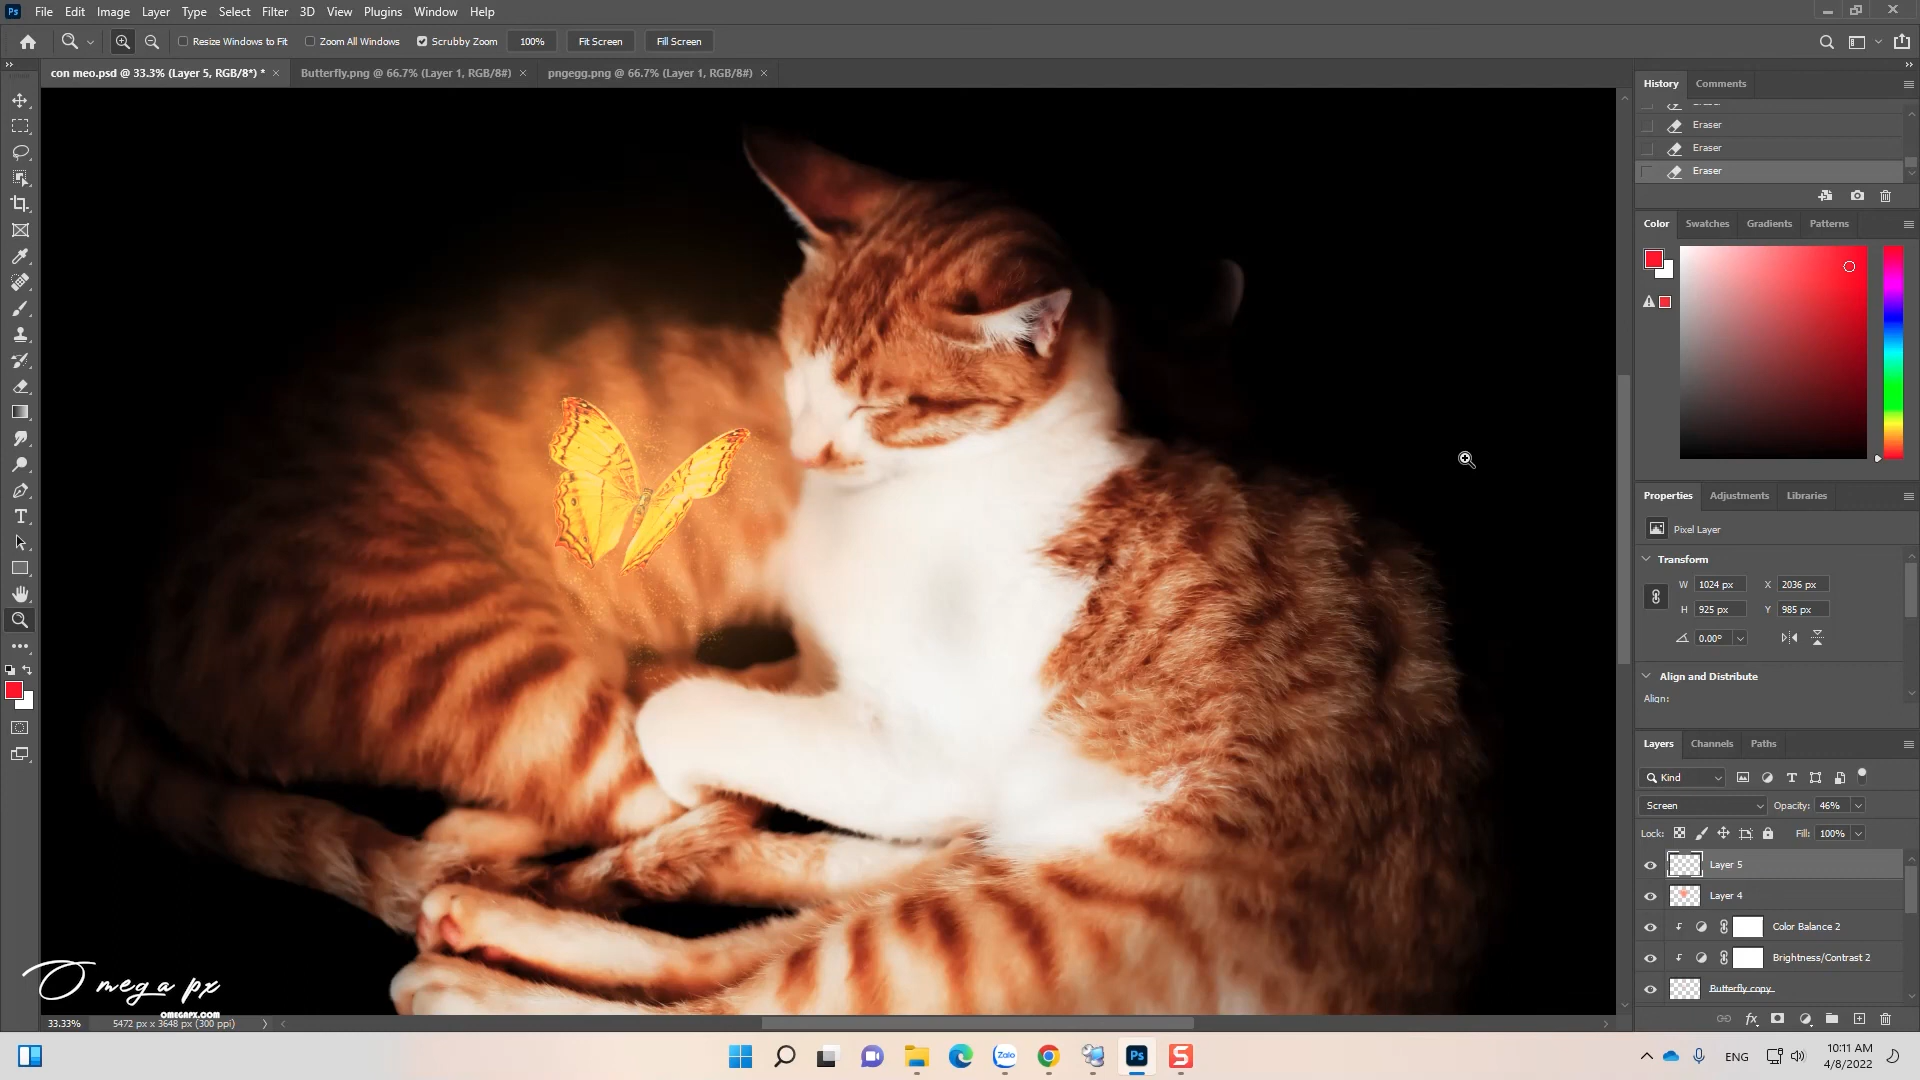 Ps File Edit Image Layer Type Select Filter 3D View Plugins Window Help
Resize Windows to Fit Zoom All Windows Scrubby Zoom 100% Fit Screen Fill Screen
con meo.psd @ 33.3% (Layer 5, RGB/8*) * × Butterfly.png @ 66.7% (Layer 1, RGB/8#) × pngegg.png @ 66.7% (Layer 1, RGB/8#) ×
History Comments
Eraser
Eraser
Eraser
Color Swatches Gradients Patterns
Properties Adjustments Libraries
Pixel Layer
Transform
W 1024 px X 2036 px
H 925 px Y 985 px
0.00°
Align and Distribute
Align:
Layers Channels Paths
Kind
Screen Opacity: 46%
Lock: Fill: 100%
Layer 5
Layer 4
Color Balance 2
Brightness/Contrast 2
Butterfly copy
Omega px
OMEGAPX.COM
33.33% 5472 px x 3648 px (300 ppi)
Zalo Ps S ENG 10:11 AM
4/8/2022